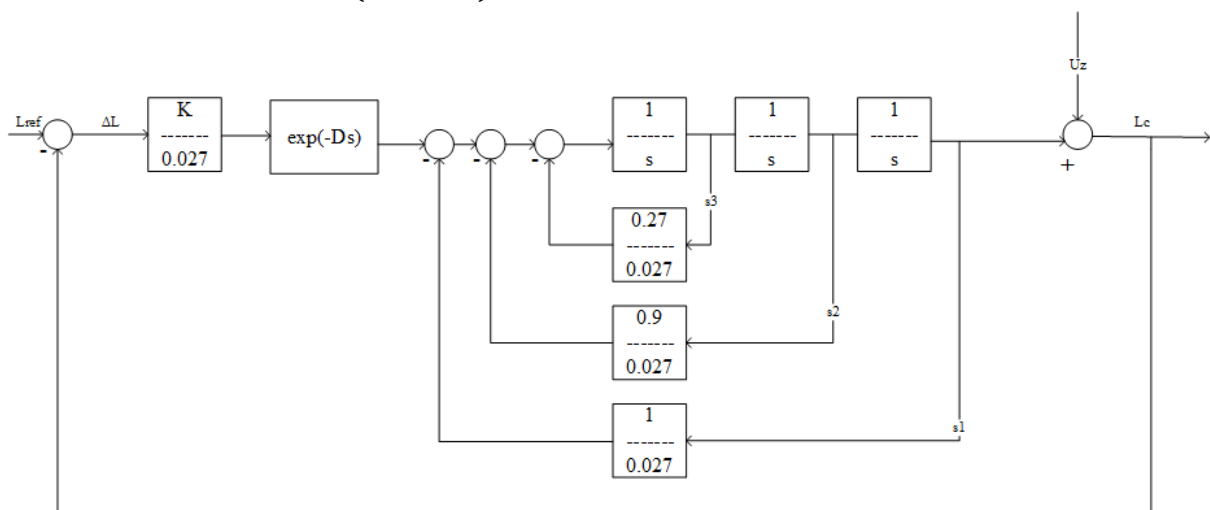 Uz
Lref
-
ΔL
K
-------
0.027
exp(-Ds)
-
-
-
1
-------
s
1
-------
s
1
-------
s
+
Lc
s3
0.27
-------
0.027
s2
0.9
-------
0.027
s1
1
-------
0.027